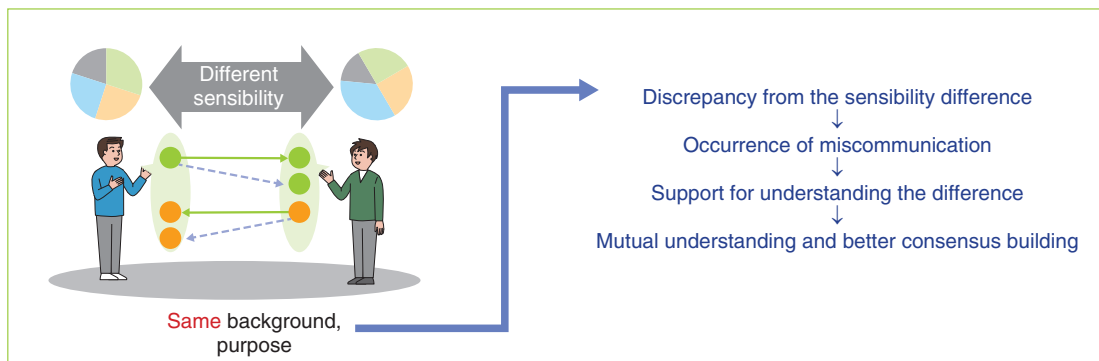 Different
sensibility
Same background,
purpose
Discrepancy from the sensibility difference
↓
Occurrence of miscommunication
↓
Support for understanding the difference
↓
Mutual understanding and better consensus building